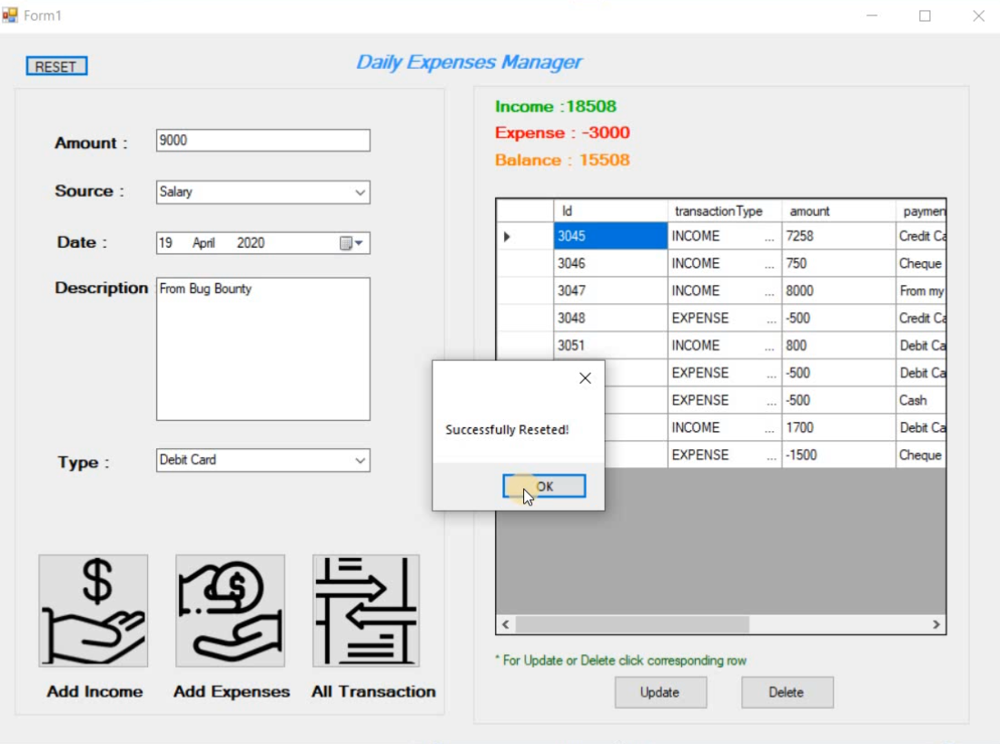 Form1
RESET
Daily Expenses Manager
Amount :
9000
Source :
Salary
Date :
19 April 2020
Description
From Bug Bounty
Type :
Debit Card
Add Income
Add Expenses
All Transaction
Income :18508
Expense : -3000
Balance : 15508
Id transactionType amount paymen
3045 INCOME ... 7258 Credit Ca
3046 INCOME ... 750 Cheque
3047 INCOME ... 8000 From my
3048 EXPENSE ... -500 Credit Ca
3051 INCOME ... 800 Debit Ca
EXPENSE ... -500 Debit Ca
EXPENSE ... -500 Cash
INCOME ... 1700 Debit Ca
EXPENSE ... -1500 Cheque
Successfully Reseted!
OK
* For Update or Delete click corresponding row
Update
Delete